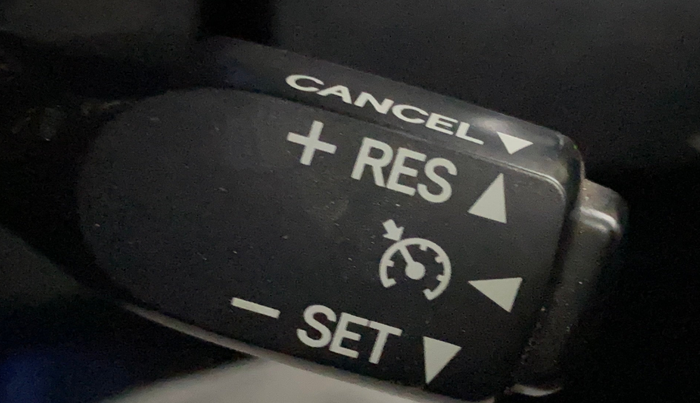 CANCEL ▼
+ RES ▲
◀
− SET ▼